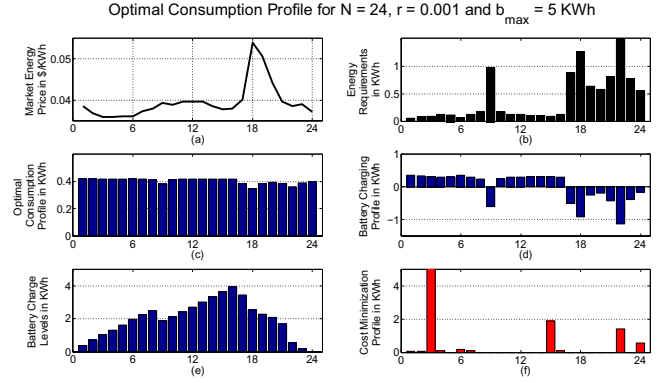 Optimal Consumption Profile for N = 24, r = 0.001 and b_max = 5 KWh
Market Energy
Price in $/KWh
0.05
0.04
0 6 12 18 24
(a)
Energy
Requirements
in KWh
1
0.5
0
0 6 12 18 24
(b)
Optimal
Consumption
Profile in KWh
0.4
0.2
0
0 6 12 18 24
(c)
Battery Charging
Profile in KWh
1
0
−1
0 6 12 18 24
(d)
Battery Charge
Levels in KWh
4
2
0
0 6 12 18 24
(e)
Cost Minimization
Profile in KWh
4
2
0
0 6 12 18 24
(f)